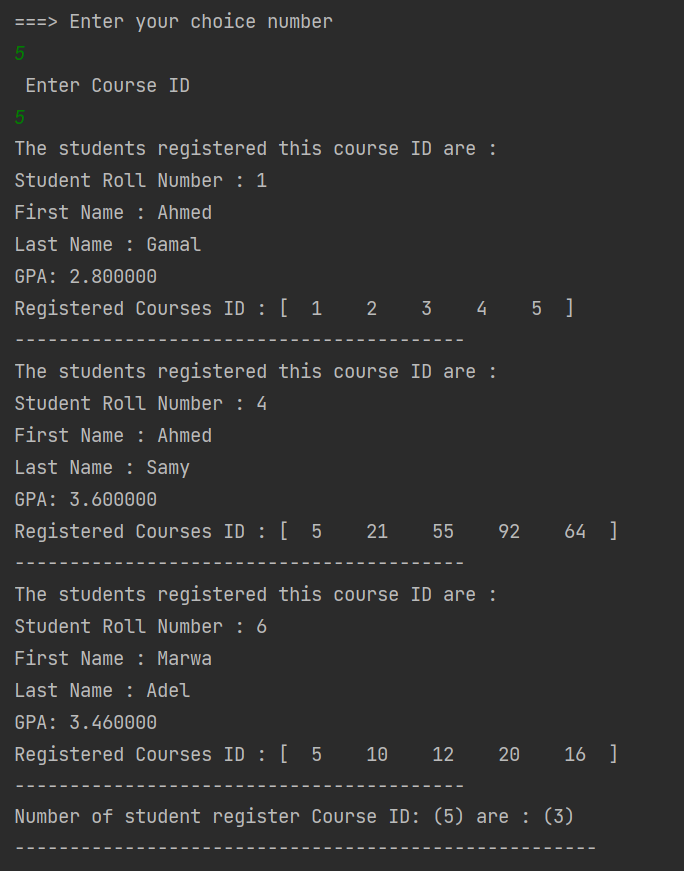 ===> Enter your choice number
5
 Enter Course ID
5
The students registered this course ID are :
Student Roll Number : 1
First Name : Ahmed
Last Name : Gamal
GPA: 2.800000
Registered Courses ID : [  1    2    3    4    5  ]
-----------------------------------------
The students registered this course ID are :
Student Roll Number : 4
First Name : Ahmed
Last Name : Samy
GPA: 3.600000
Registered Courses ID : [  5    21    55    92    64  ]
-----------------------------------------
The students registered this course ID are :
Student Roll Number : 6
First Name : Marwa
Last Name : Adel
GPA: 3.460000
Registered Courses ID : [  5    10    12    20    16  ]
-----------------------------------------
Number of student register Course ID: (5) are : (3)
-----------------------------------------------------